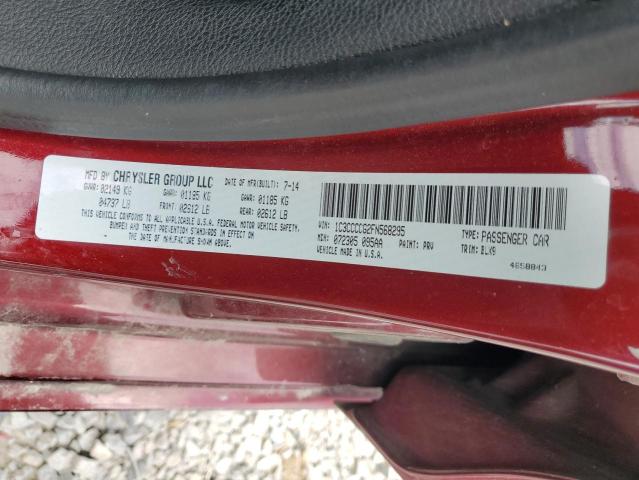 MFD BY CHRYSLER GROUP LLC DATE OF MFR(BUILT): 7-14
GVWR: 02149 KG GAWR: 01185 KG GAWR: 01185 KG
04737 LB FRONT: 02612 LB REAR: 02612 LB
THIS VEHICLE CONFORMS TO ALL APPLICABLE U.S.A. FEDERAL MOTOR VEHICLE SAFETY,
BUMPER AND THEFT PREVENTION STANDARDS IN EFFECT ON
THE DATE OF MANUFACTURE SHOWN ABOVE.
VIN: 1C3CCCCG2FN568295 TYPE: PASSENGER CAR
MDH: 072305 085AA PAINT: PRV TRIM: BLX9
VEHICLE MADE IN U.S.A. 4658843